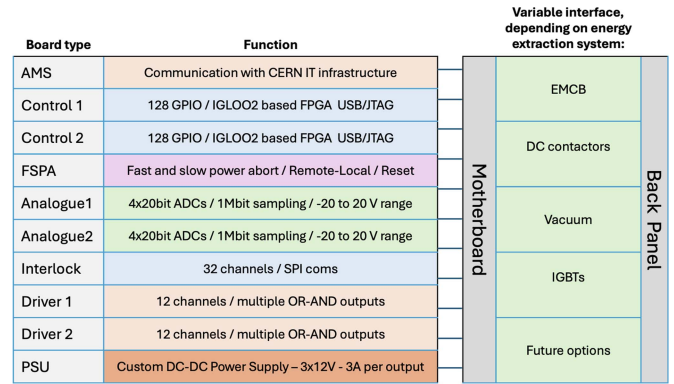 Variable interface,
depending on energy
extraction system:
Board type
Function
AMS
Communication with CERN IT infrastructure
Control 1
128 GPIO / IGLOO2 based FPGA USB/JTAG
Control 2
128 GPIO / IGLOO2 based FPGA USB/JTAG
FSPA
Fast and slow power abort / Remote-Local / Reset
Analogue1
4x20bit ADCs / 1Mbit sampling / -20 to 20 V range
Analogue2
4x20bit ADCs / 1Mbit sampling / -20 to 20 V range
Interlock
32 channels / SPI coms
Driver 1
12 channels / multiple OR-AND outputs
Driver 2
12 channels / multiple OR-AND outputs
PSU
Custom DC-DC Power Supply – 3x12V - 3A per output
Motherboard
EMCB
DC contactors
Vacuum
IGBTs
Future options
Back Panel